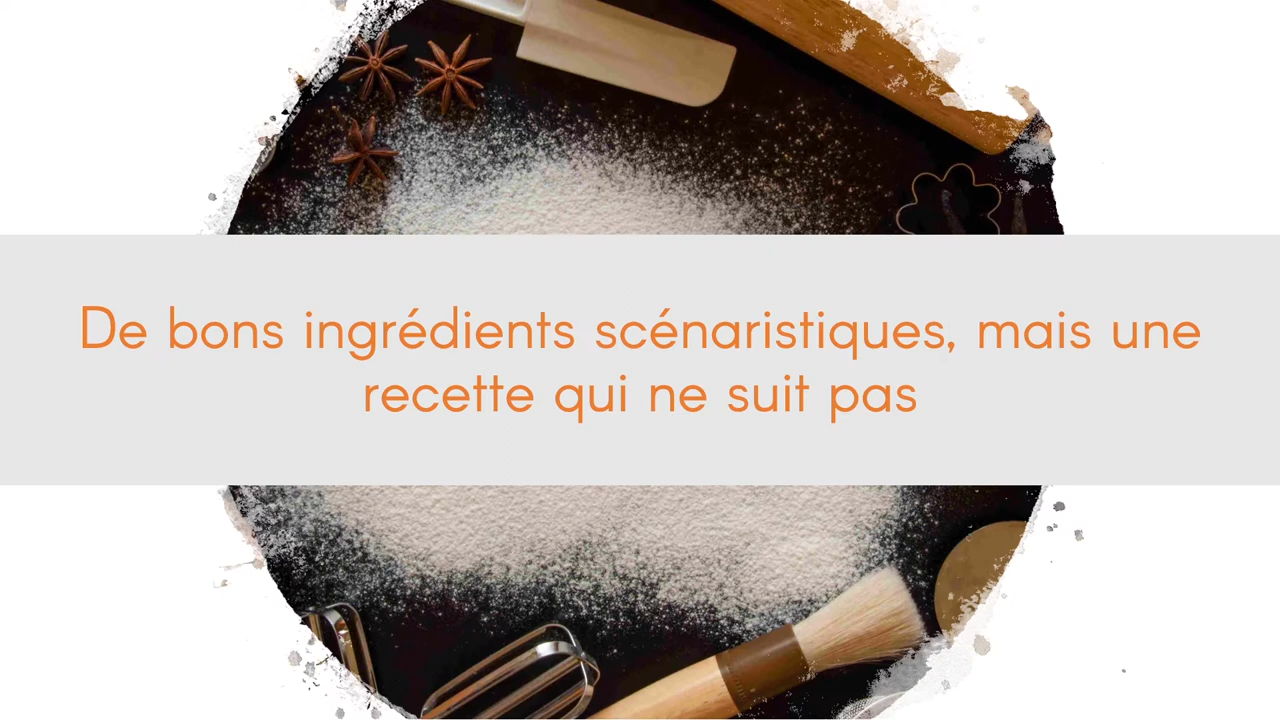 De bons ingrédients scénaristiques, mais une
recette qui ne suit pas